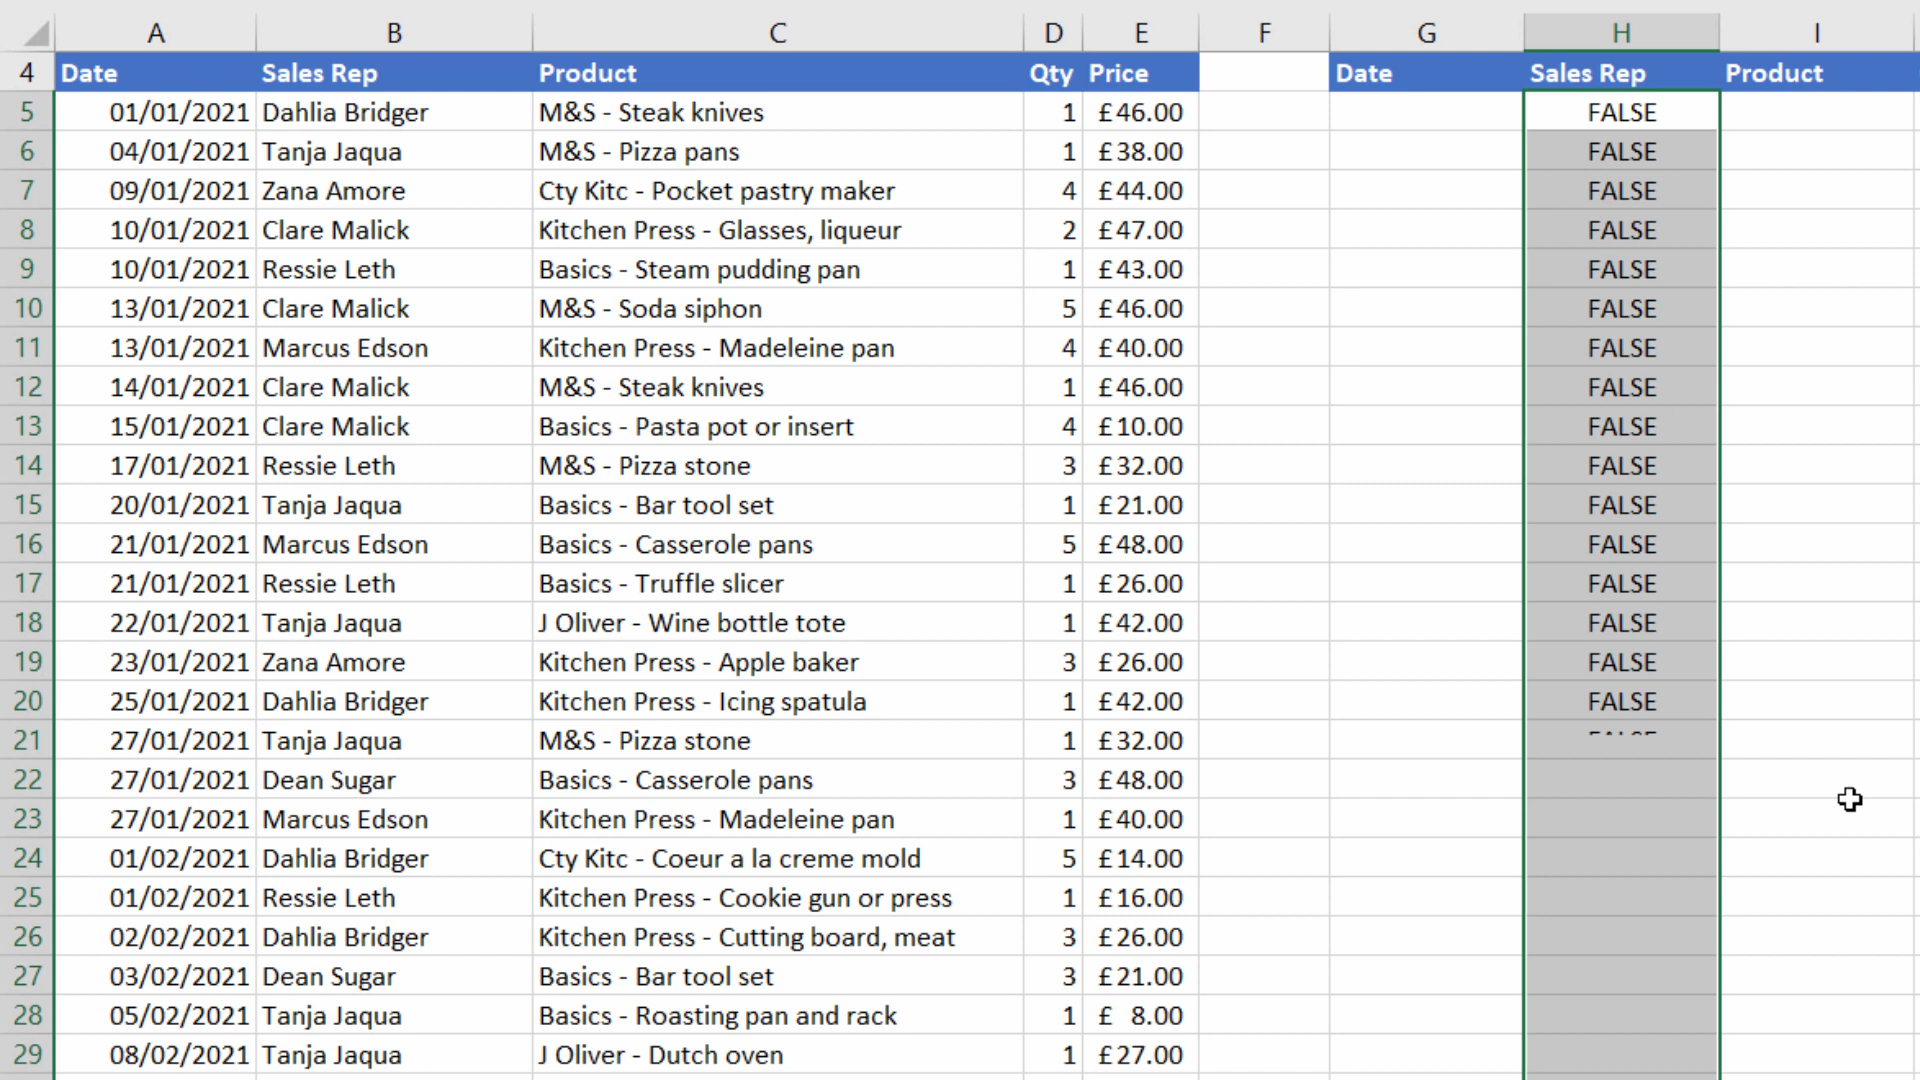 A B C D E F G H I
4 Date Sales Rep Product Qty Price Date Sales Rep Product
5 01/01/2021 Dahlia Bridger M&S - Steak knives 1 £46.00 FALSE
6 04/01/2021 Tanja Jaqua M&S - Pizza pans 1 £38.00 FALSE
7 09/01/2021 Zana Amore Cty Kitc - Pocket pastry maker 4 £44.00 FALSE
8 10/01/2021 Clare Malick Kitchen Press - Glasses, liqueur 2 £47.00 FALSE
9 10/01/2021 Ressie Leth Basics - Steam pudding pan 1 £43.00 FALSE
10 13/01/2021 Clare Malick M&S - Soda siphon 5 £46.00 FALSE
11 13/01/2021 Marcus Edson Kitchen Press - Madeleine pan 4 £40.00 FALSE
12 14/01/2021 Clare Malick M&S - Steak knives 1 £46.00 FALSE
13 15/01/2021 Clare Malick Basics - Pasta pot or insert 4 £10.00 FALSE
14 17/01/2021 Ressie Leth M&S - Pizza stone 3 £32.00 FALSE
15 20/01/2021 Tanja Jaqua Basics - Bar tool set 1 £21.00 FALSE
16 21/01/2021 Marcus Edson Basics - Casserole pans 5 £48.00 FALSE
17 21/01/2021 Ressie Leth Basics - Truffle slicer 1 £26.00 FALSE
18 22/01/2021 Tanja Jaqua J Oliver - Wine bottle tote 1 £42.00 FALSE
19 23/01/2021 Zana Amore Kitchen Press - Apple baker 3 £26.00 FALSE
20 25/01/2021 Dahlia Bridger Kitchen Press - Icing spatula 1 £42.00 FALSE
21 27/01/2021 Tanja Jaqua M&S - Pizza stone 1 £32.00
22 27/01/2021 Dean Sugar Basics - Casserole pans 3 £48.00
23 27/01/2021 Marcus Edson Kitchen Press - Madeleine pan 1 £40.00
24 01/02/2021 Dahlia Bridger Cty Kitc - Coeur a la creme mold 5 £14.00
25 01/02/2021 Ressie Leth Kitchen Press - Cookie gun or press 1 £16.00
26 02/02/2021 Dahlia Bridger Kitchen Press - Cutting board, meat 3 £26.00
27 03/02/2021 Dean Sugar Basics - Bar tool set 3 £21.00
28 05/02/2021 Tanja Jaqua Basics - Roasting pan and rack 1 £ 8.00
29 08/02/2021 Tanja Jaqua J Oliver - Dutch oven 1 £27.00